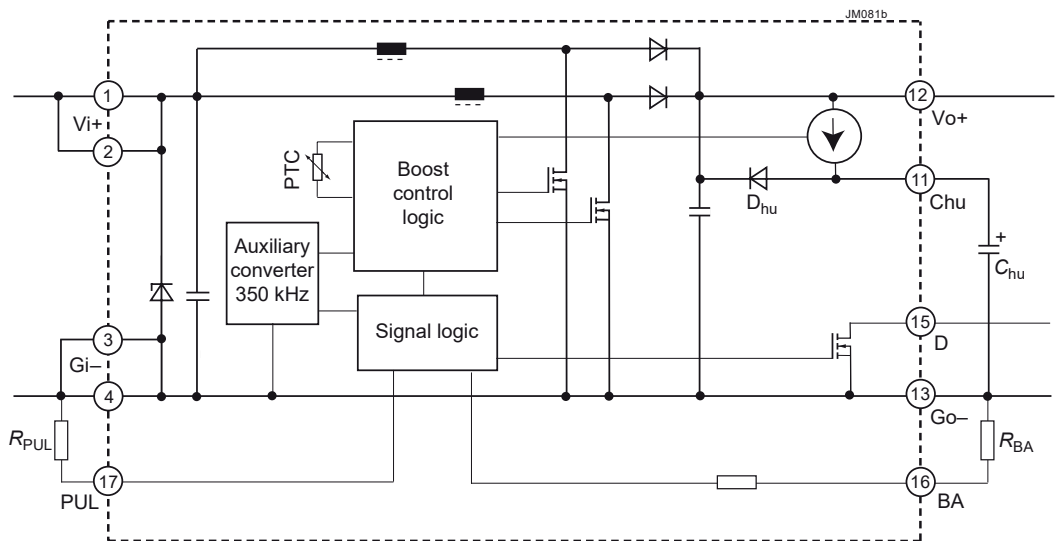 JM081b
1
Vi+
2
12
Vo+
PTC
Boost
control
logic
11
Chu
Dhu
+
Chu
Auxiliary
converter
350 kHz
Signal logic
3
Gi–
4
15
D
13
Go–
RPUL
RBA
17
PUL
16
BA